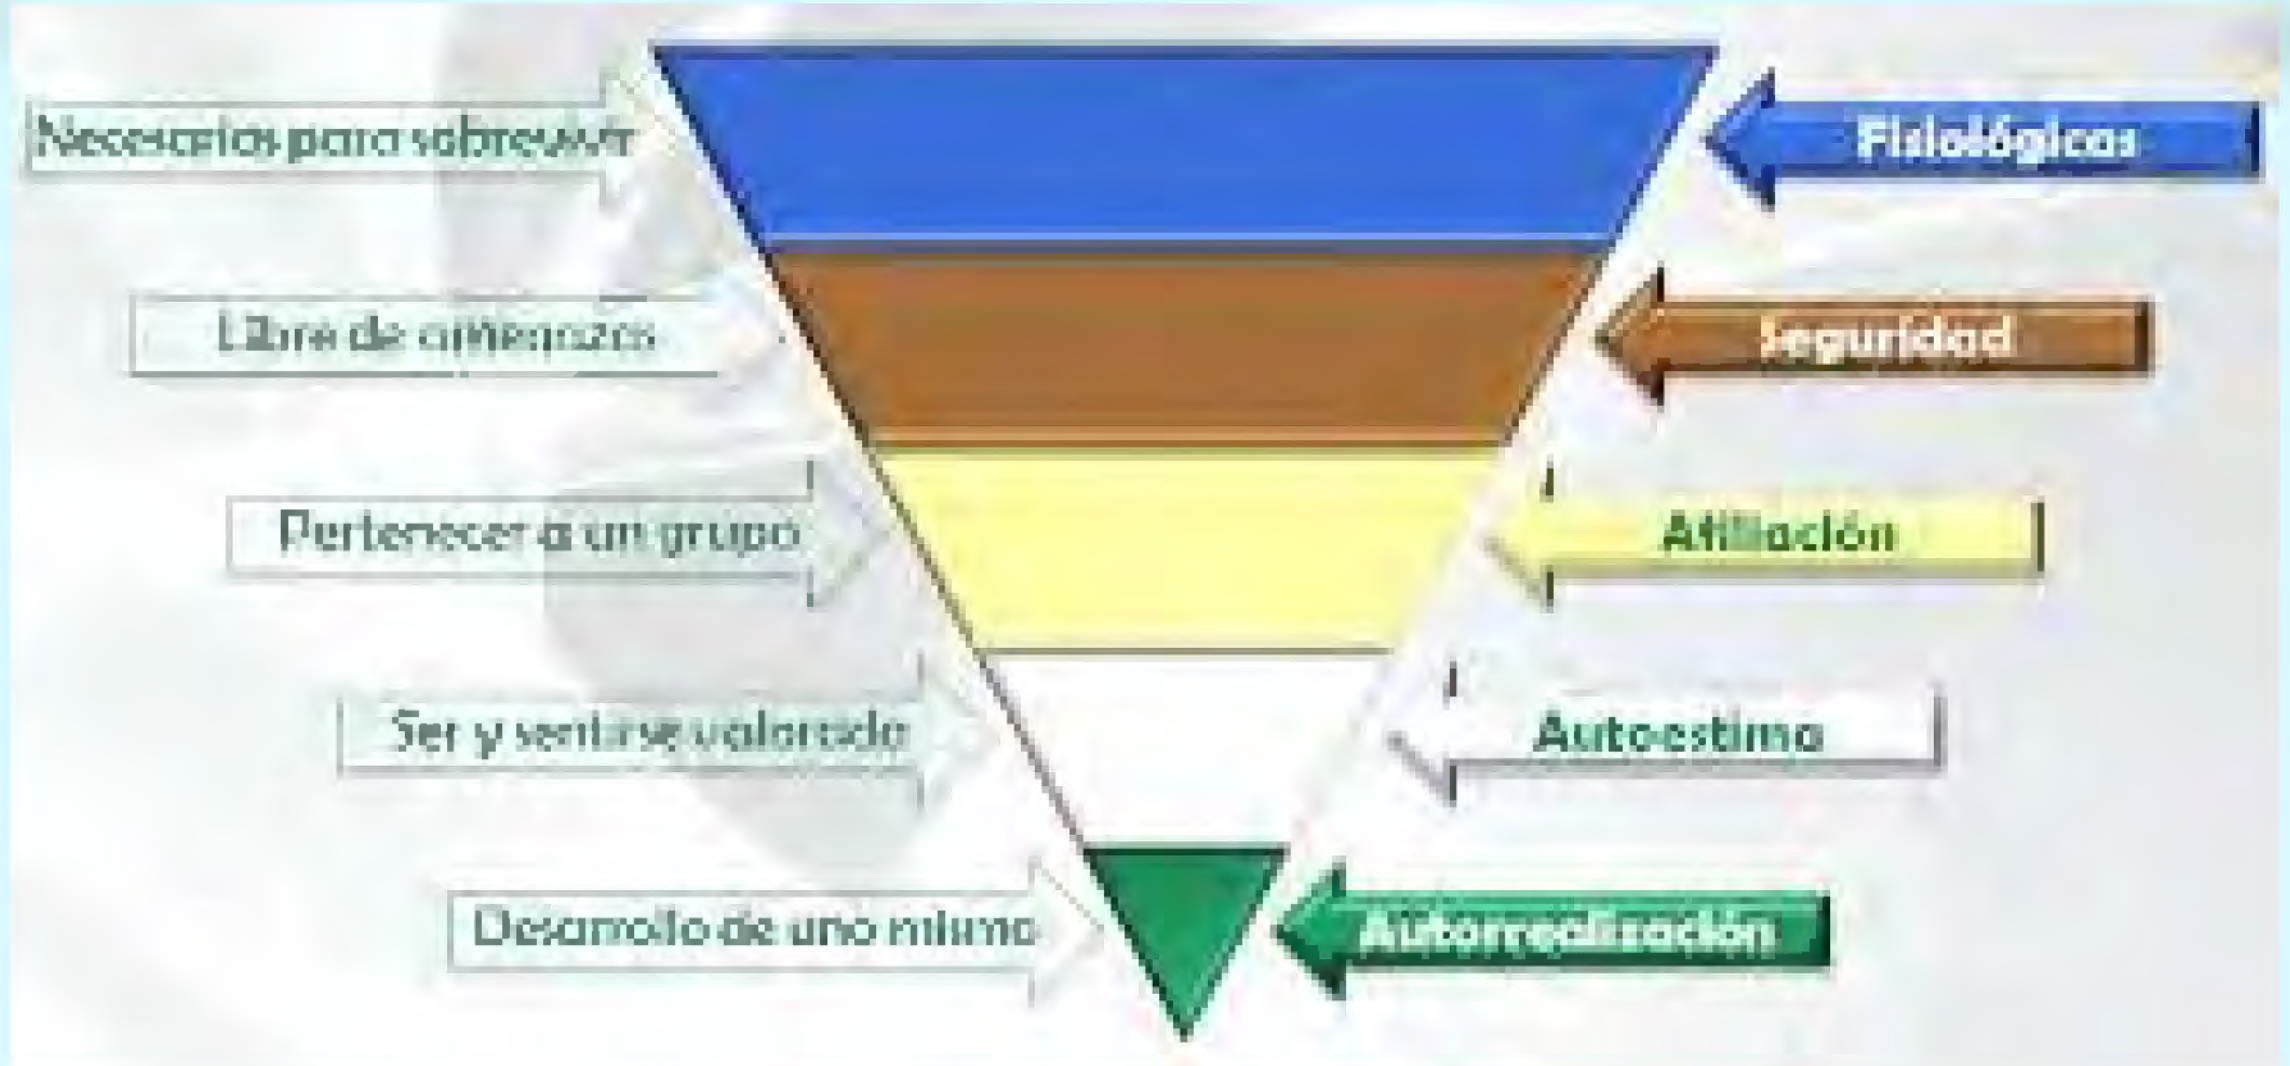 Necesarias para sobrevivir
Fisiológicas
Libre de amenazas
Seguridad
Pertenecer a un grupo
Afiliación
Ser y sentirse valorado
Autoestima
Desarrollo de uno mismo
Autorrealización